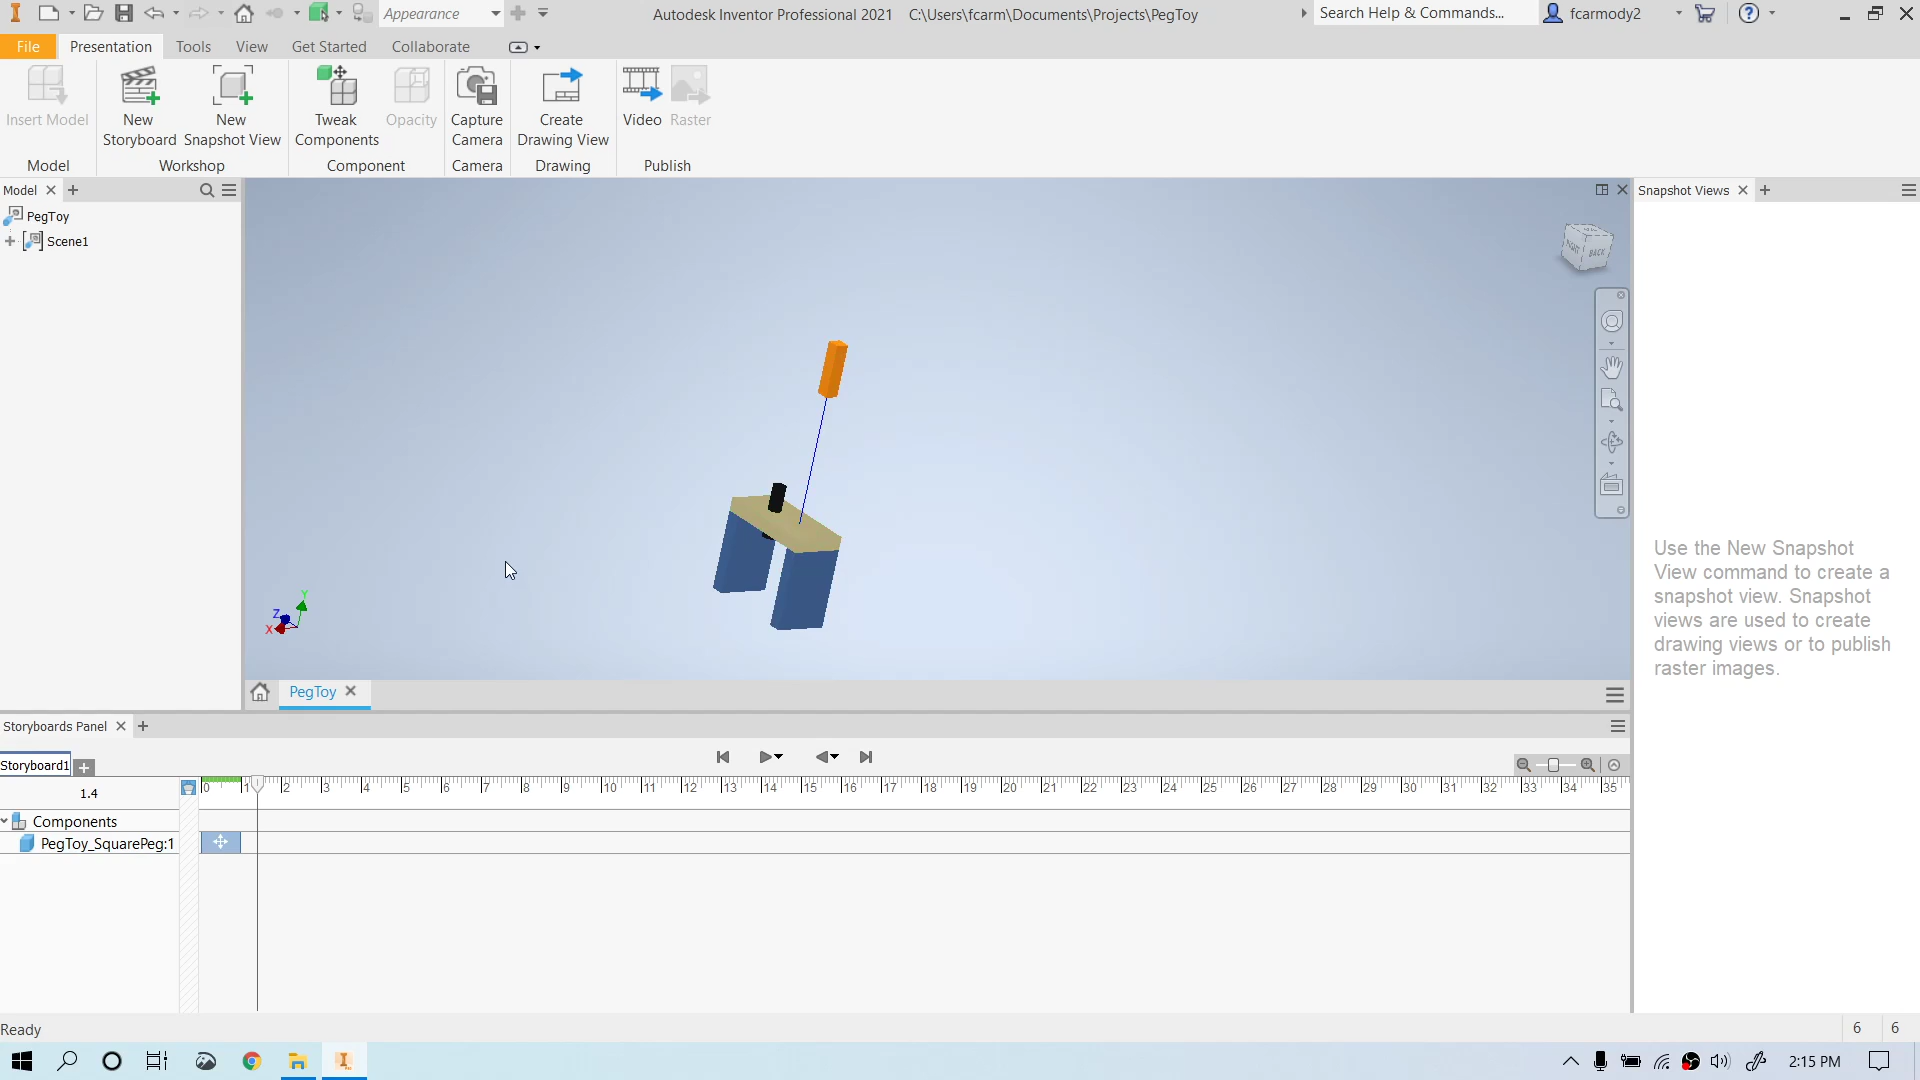 Appearance
Autodesk Inventor Professional 2021 C:\Users\fcarm\Documents\Projects\PegToy
Search Help & Commands...
fcarmody2
File Presentation Tools View Get Started Collaborate
Insert Model
New Storyboard
New Snapshot View
Tweak Components
Opacity
Capture Camera
Create Drawing View
Video
Raster
Model Workshop Component Camera Drawing Publish
Model
PegToy
Scene1
RIGHT BACK
Snapshot Views
Use the New Snapshot
View command to create a
snapshot view. Snapshot
views are used to create
drawing views or to publish
raster images.
Y
Z
X
PegToy
Storyboards Panel
Storyboard1
1.4
0 1 2 3 4 5 6 7 8 9 10 11 12 13 14 15 16 17 18 19 20 21 22 23 24 25 26 27 28 29 30 31 32 33 34 35
Components
PegToy_SquarePeg:1
Ready
6 6
2:15 PM